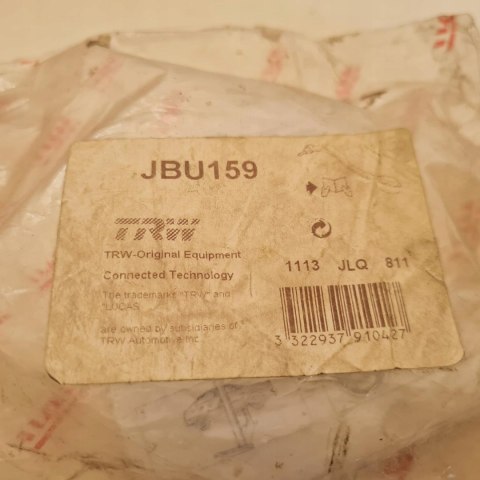 JBU159
TRW
TRW-Original Equipment
Connected Technology
The trademarks "TRW" and
"LUCAS
are owned by subsidiaries of
TRW Automotive Inc
1113 JLQ 811
3 322937 910427